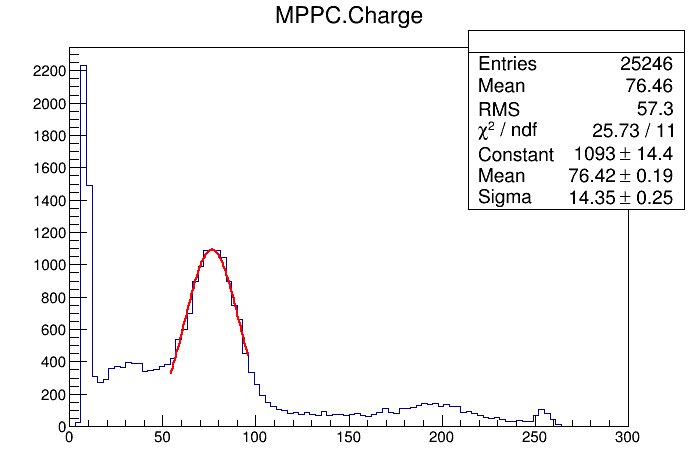 MPPC.Charge
Entries 25246
Mean 76.46
RMS 57.3
χ² / ndf 25.73 / 11
Constant 1093 ± 14.4
Mean 76.42 ± 0.19
Sigma 14.35 ± 0.25
2200
2000
1800
1600
1400
1200
1000
800
600
400
200
0
0 50 100 150 200 250 300